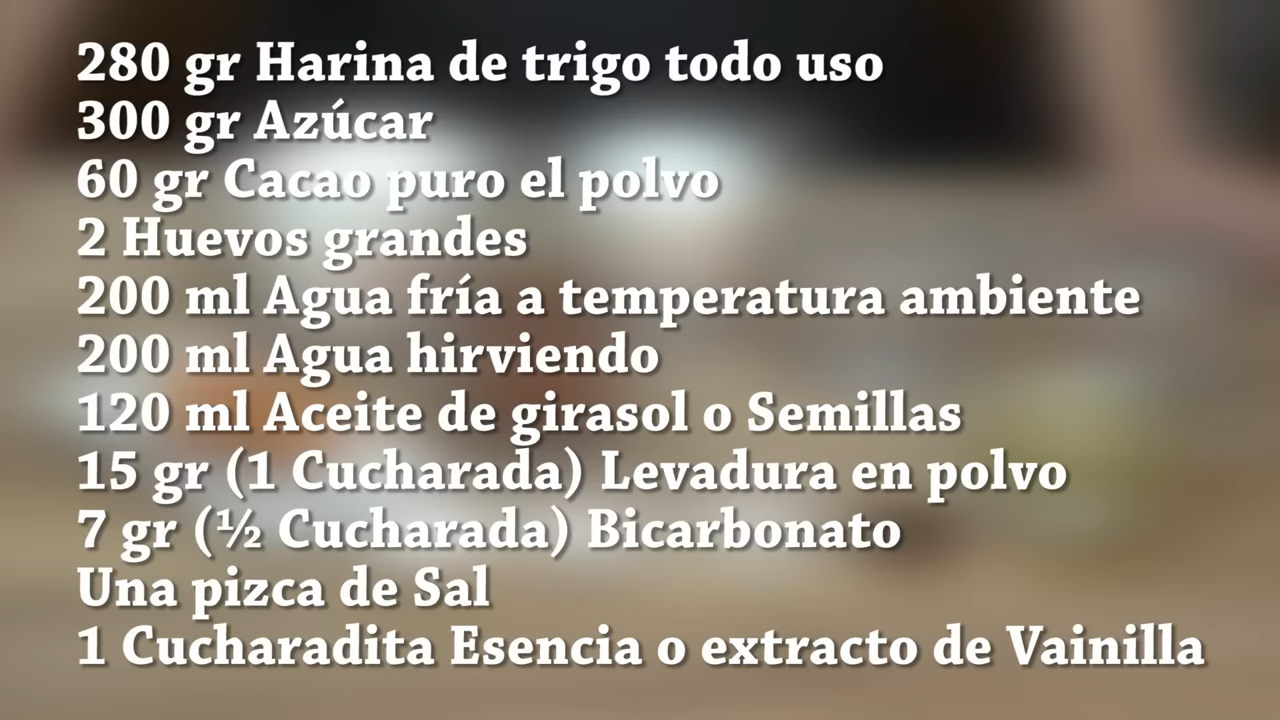 280 gr Harina de trigo todo uso
300 gr Azúcar
60 gr Cacao puro el polvo
2 Huevos grandes
200 ml Agua fría a temperatura ambiente
200 ml Agua hirviendo
120 ml Aceite de girasol o Semillas
15 gr (1 Cucharada) Levadura en polvo
7 gr (½ Cucharada) Bicarbonato
Una pizca de Sal
1 Cucharadita Esencia o extracto de Vainilla